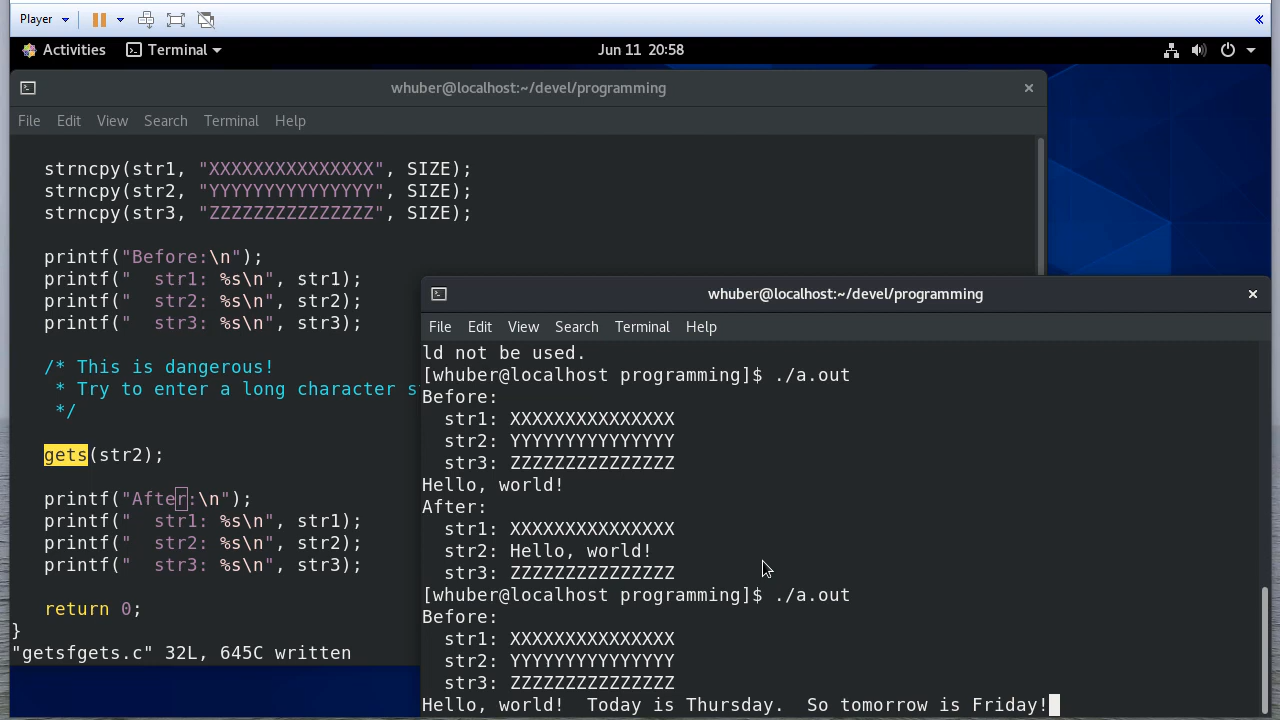 Player
Activities Terminal Jun 11 20:58
whuber@localhost:~/devel/programming
File Edit View Search Terminal Help
strncpy(str1, "XXXXXXXXXXXXXXX", SIZE);
strncpy(str2, "YYYYYYYYYYYYYYY", SIZE);
strncpy(str3, "ZZZZZZZZZZZZZZZ", SIZE);
printf("Before:\n");
printf("  str1: %s\n", str1);
printf("  str2: %s\n", str2);
printf("  str3: %s\n", str3);
/* This is dangerous!
 * Try to enter a long character s
 */
gets(str2);
printf("After:\n");
printf("  str1: %s\n", str1);
printf("  str2: %s\n", str2);
printf("  str3: %s\n", str3);
return 0;
}
"getsfgets.c" 32L, 645C written
whuber@localhost:~/devel/programming
File Edit View Search Terminal Help
ld not be used.
[whuber@localhost programming]$ ./a.out
Before:
  str1: XXXXXXXXXXXXXXX
  str2: YYYYYYYYYYYYYYY
  str3: ZZZZZZZZZZZZZZZ
Hello, world!
After:
  str1: XXXXXXXXXXXXXXX
  str2: Hello, world!
  str3: ZZZZZZZZZZZZZZZ
[whuber@localhost programming]$ ./a.out
Before:
  str1: XXXXXXXXXXXXXXX
  str2: YYYYYYYYYYYYYYY
  str3: ZZZZZZZZZZZZZZZ
Hello, world!  Today is Thursday.  So tomorrow is Friday!